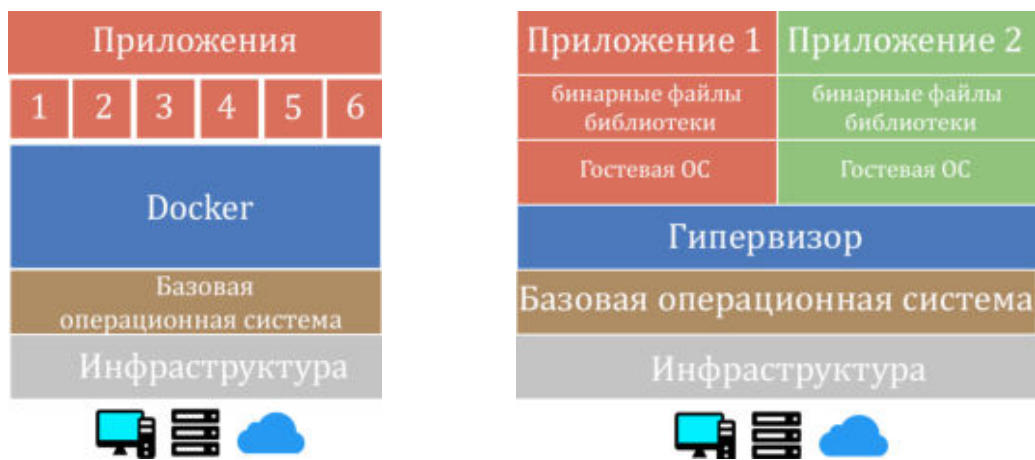 Приложения
1 2 3 4 5 6
Docker
Базовая
операционная система
Инфраструктура
Приложение 1
Приложение 2
бинарные файлы
библиотеки
бинарные файлы
библиотеки
Гостевая ОС
Гостевая ОС
Гипервизор
Базовая операционная система
Инфраструктура